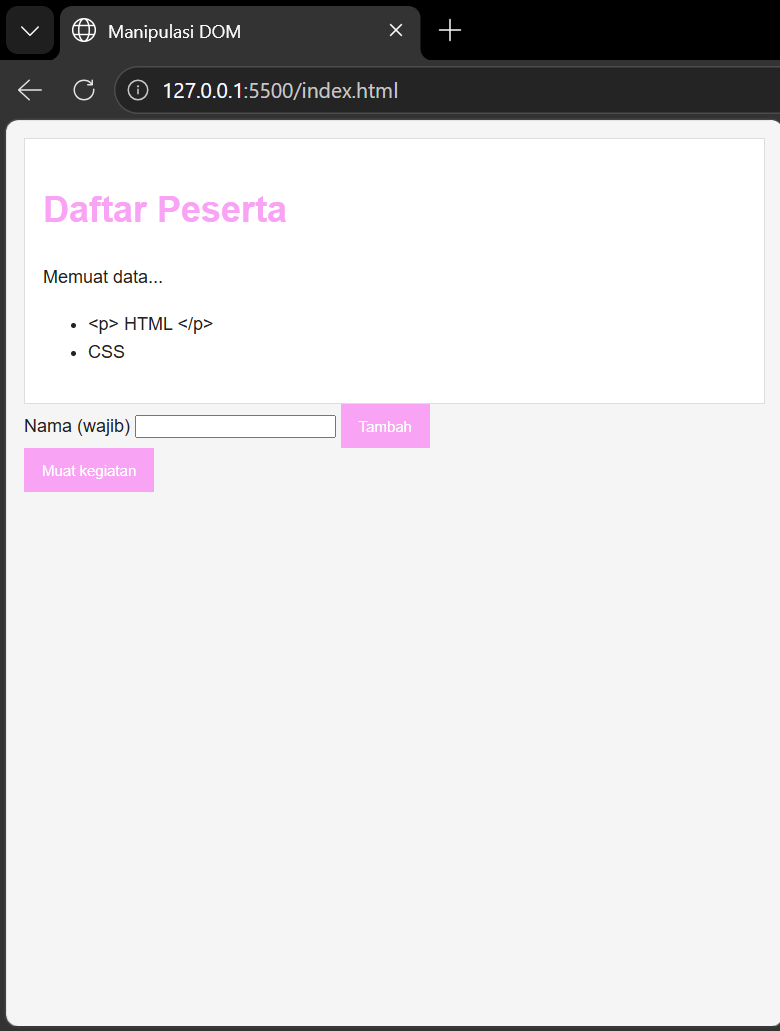 Manipulasi DOM
127.0.0.1:5500/index.html
Daftar Peserta
Memuat data...
<p> HTML </p>
CSS
Nama (wajib) Tambah
Muat kegiatan